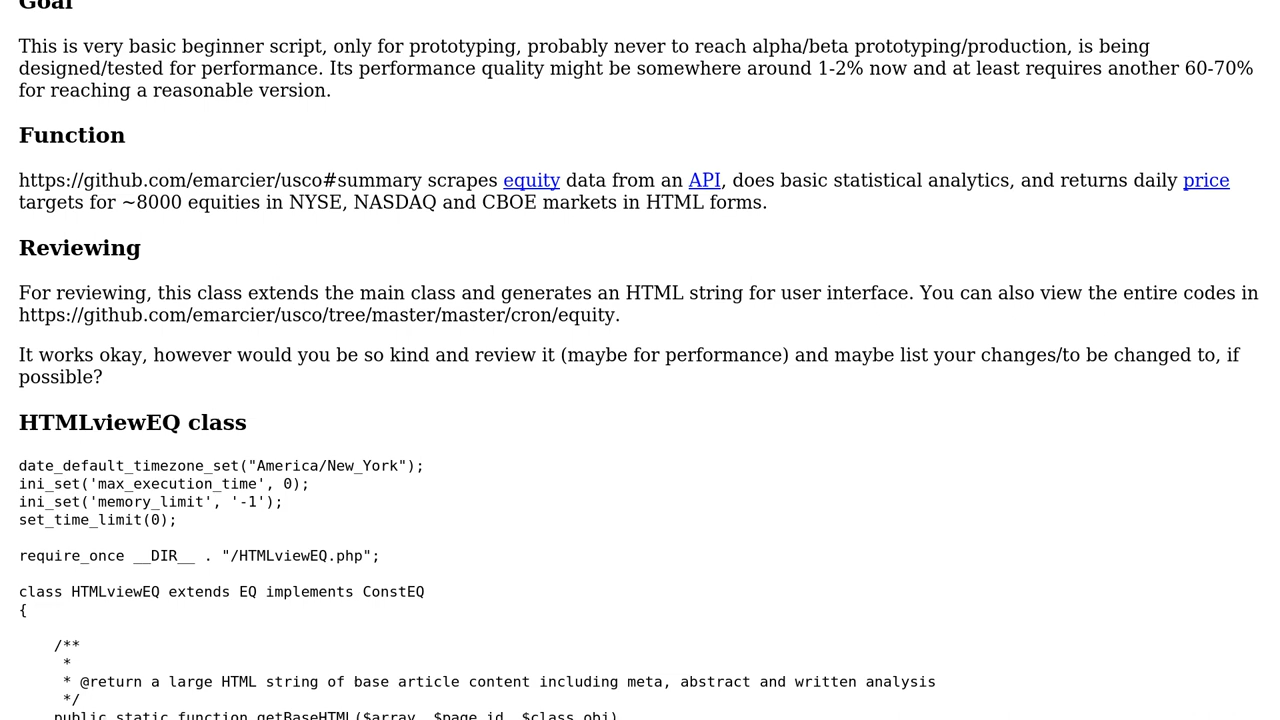 Goal
This is very basic beginner script, only for prototyping, probably never to reach alpha/beta prototyping/production, is being
designed/tested for performance. Its performance quality might be somewhere around 1-2% now and at least requires another 60-70%
for reaching a reasonable version.
Function
https://github.com/emarcier/usco#summary scrapes equity data from an API, does basic statistical analytics, and returns daily price
targets for ~8000 equities in NYSE, NASDAQ and CBOE markets in HTML forms.
Reviewing
For reviewing, this class extends the main class and generates an HTML string for user interface. You can also view the entire codes in
https://github.com/emarcier/usco/tree/master/master/cron/equity.
It works okay, however would you be so kind and review it (maybe for performance) and maybe list your changes/to be changed to, if
possible?
HTMLviewEQ class
date_default_timezone_set("America/New_York");
ini_set('max_execution_time', 0);
ini_set('memory_limit', '-1');
set_time_limit(0);
require_once __DIR__ . "/HTMLviewEQ.php";
class HTMLviewEQ extends EQ implements ConstEQ
{
/**
*
* @return a large HTML string of base article content including meta, abstract and written analysis
*/
public static function getBaseHTML($array, $page_id, $class_obj)